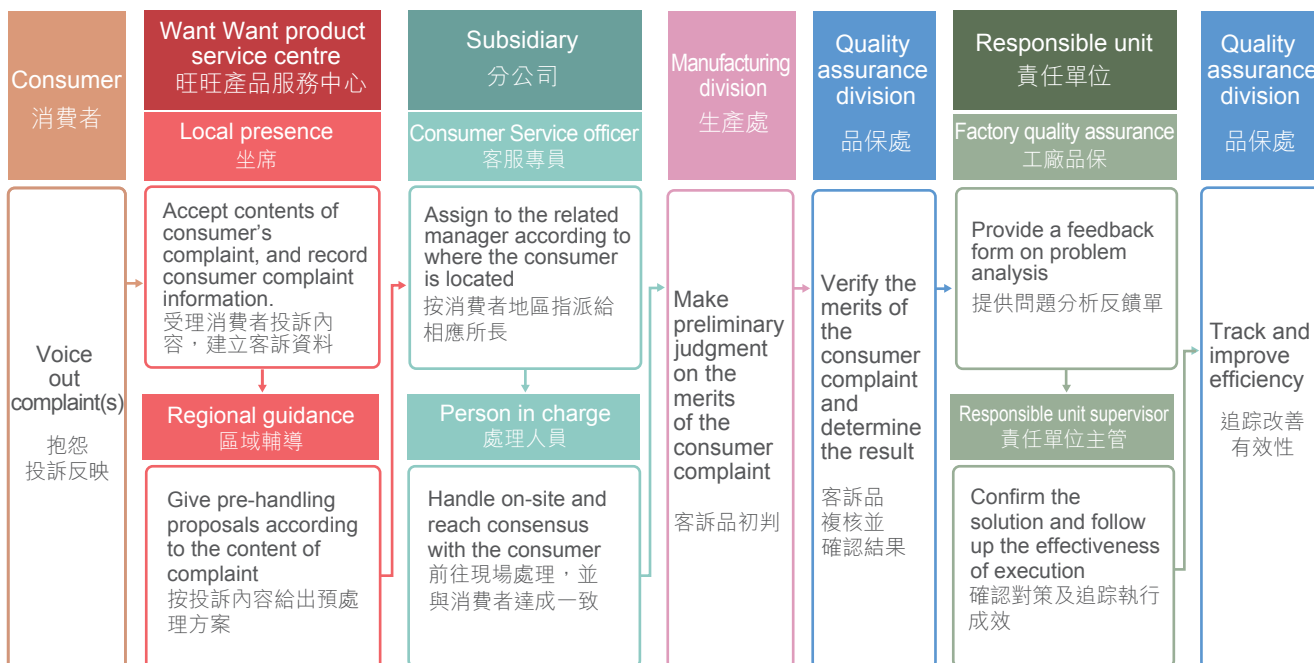 Consumer
消費者
Voice
out
complaint(s)
抱怨
投訴反映
Want Want product
service centre
旺旺產品服務中心
Local presence
坐席
Accept contents of
consumer's
complaint, and record
consumer complaint
information.
受理消費者投訴內
容，建立客訴資料
Regional guidance
區域輔導
Give pre-handling
proposals according
to the content of
complaint
按投訴內容給出預處
理方案
Subsidiary
分公司
Consumer Service officer
客服專員
Assign to the related
manager according to
where the consumer
is located
按消費者地區指派給
相應所長
Person in charge
處理人員
Handle on-site and
reach consensus
with the consumer
前往現場處理，並
與消費者達成一致
Manufacturing
division
生產處
Make
preliminary
judgment
on the
merits
of the
consumer
complaint
客訴品初判
Quality
assurance
division
品保處
Verify the
merits of
the
consumer
complaint
and
determine
the result
客訴品
複核並
確認結果
Responsible unit
責任單位
Factory quality assurance
工廠品保
Provide a feedback
form on problem
analysis
提供問題分析反饋單
Responsible unit supervisor
責任單位主管
Confirm the
solution and follow
up the effectiveness
of execution
確認對策及追踪執行
成效
Quality
assurance
division
品保處
Track and
improve
efficiency
追踪改善
有效性